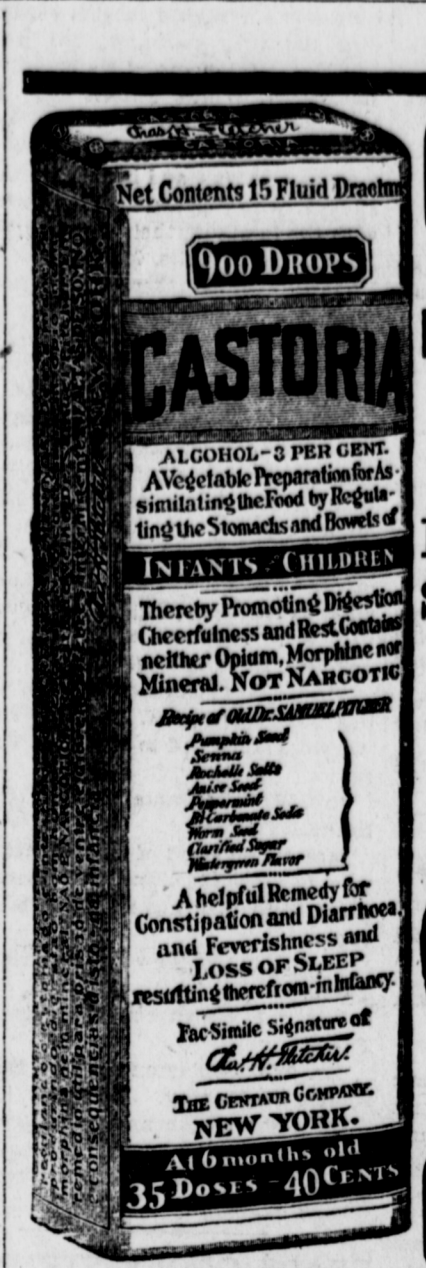 Chas. H. Fletcher
CASTORIA
Net Contents 15 Fluid Drachms
900 DROPS
CASTORIA
ALCOHOL-3 PER CENT.
A Vegetable Preparation for As-
similating the Food by Regula-
ting the Stomachs and Bowels of
INFANTS CHILDREN
Thereby Promoting Digestion
Cheerfulness and Rest. Contains
neither Opium, Morphine nor
Mineral. NOT NARCOTIC
Recipe of Old Dr. SAMUEL PITCHER
Pumpkin Seed
Senna
Rochelle Salts
Anise Seed
Peppermint
Bi-Carbonate Soda
Worm Seed
Clarified Sugar
Wintergreen Flavor
A helpful Remedy for
Constipation and Diarrhoea,
and Feverishness and
LOSS OF SLEEP
resulting therefrom-in Infancy.
Fac-Simile Signature of
Chas. H. Fletcher.
THE CENTAUR COMPANY.
NEW YORK.
At 6 months old
35 DOSES - 40 CENTS